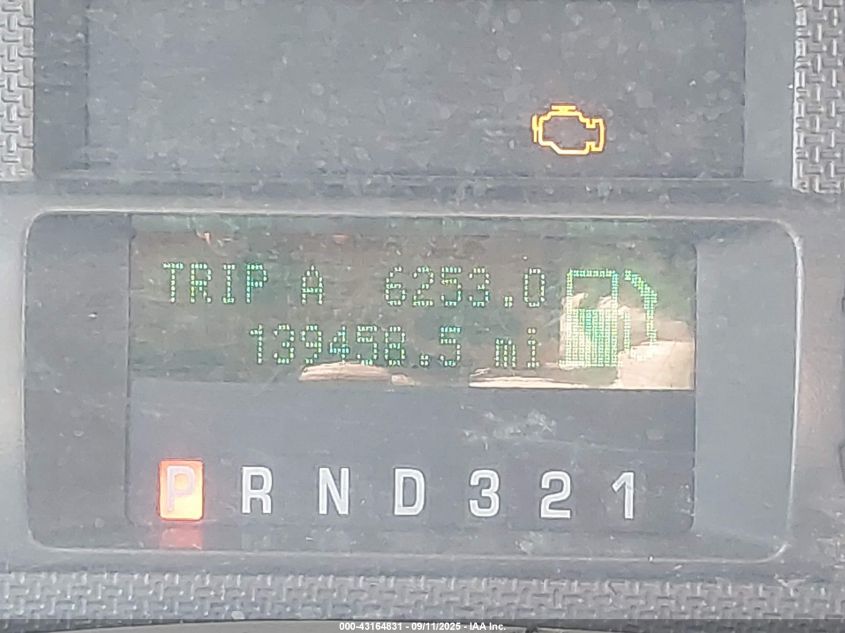 TRIP A 6253.0
139458.5 mi
P R N D 3 2 1
000-43164831 - 09/11/2025 - IAA Inc.